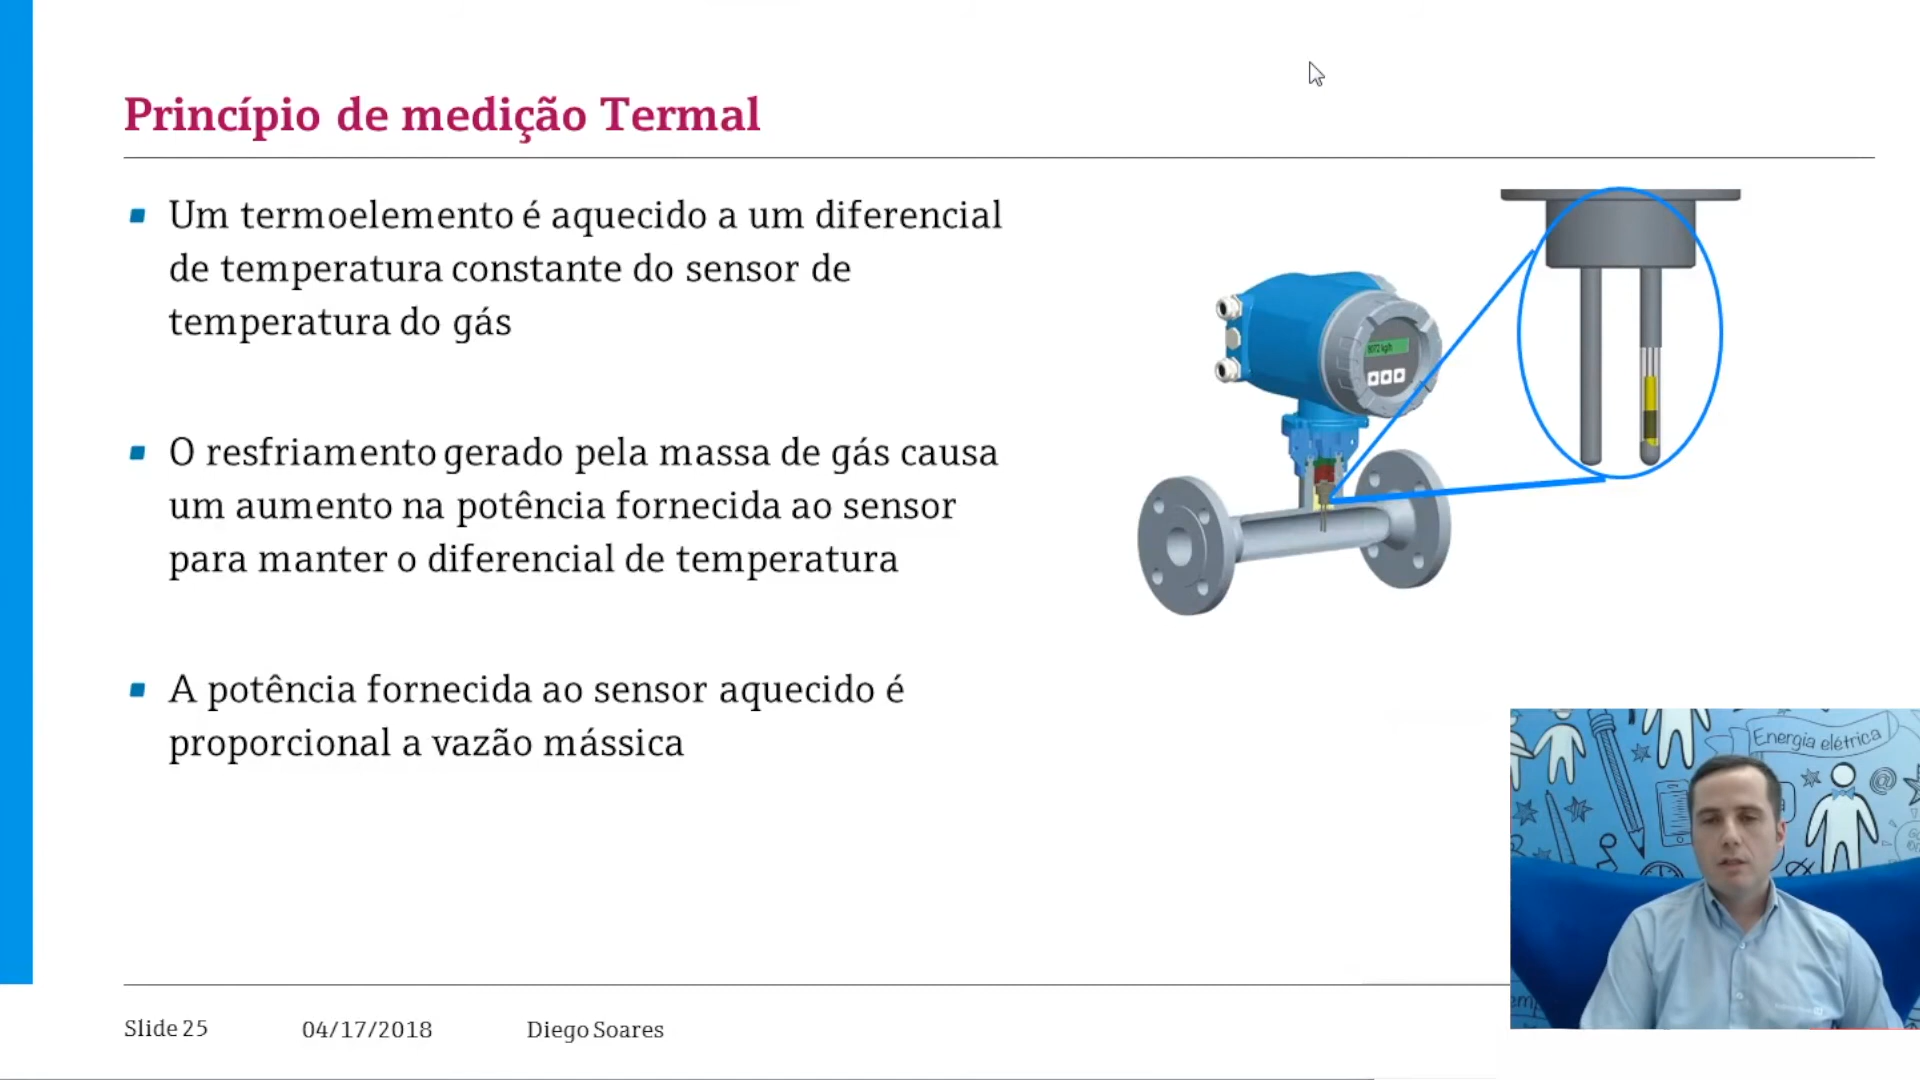 Princípio de medição Termal
Um termoelemento é aquecido a um diferencial
de temperatura constante do sensor de
temperatura do gás
O resfriamento gerado pela massa de gás causa
um aumento na potência fornecida ao sensor
para manter o diferencial de temperatura
A potência fornecida ao sensor aquecido é
proporcional a vazão mássica
Energia elétrica
Slide 25
04/17/2018
Diego Soares